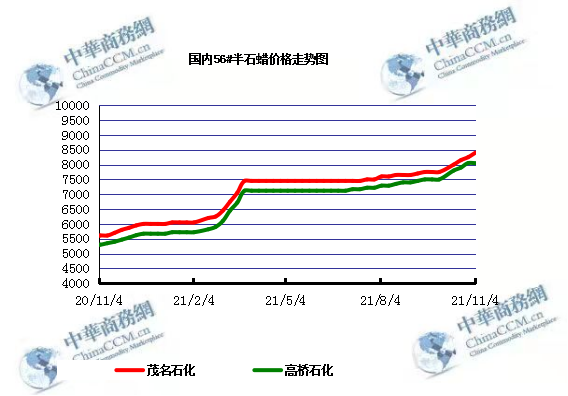 中華商務網
ChinaCCM.cn
China Commodity Marketplace
中華商務網
ChinaCCM.cn
China Commodity Marketplace
国内56#半石蜡价格走势图
10000
9500
9000
8500
8000
7500
7000
6500
6000
5500
5000
4500
4000
20/11/4 21/2/4 21/5/4 21/8/4 21/11/4
中華商務網
ChinaCCM.cn
China Commodity Marketplace
中華商務網
ChinaCCM.cn
China Commodity Marketplace
茂名石化 高桥石化